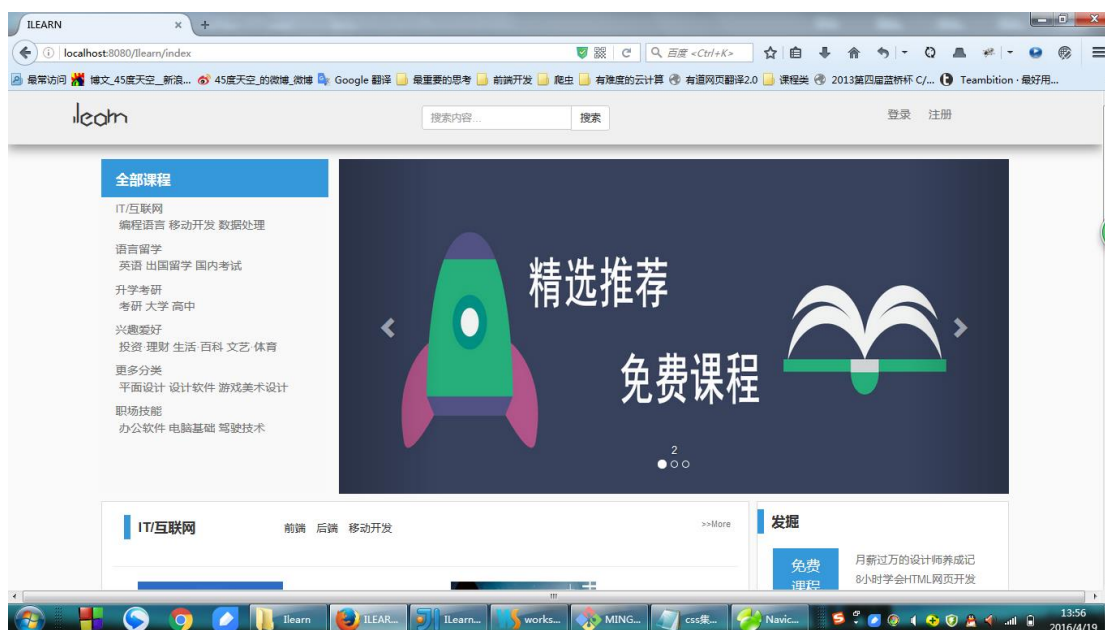 ILEARN × +
localhost:8080/Ilearn/index 百度 <Ctrl+K>
最常访问 博文_45度天空__新浪... 45度天空_的微博_微博 Google 翻译 最重要的思考 前端开发 爬虫 有难度的云计算 有道网页翻译2.0 课程类 2013第四届蓝桥杯 C/... Teambition · 最好用...
ilearn 搜索内容... 搜索 登录 注册
全部课程
IT/互联网
编程语言 移动开发 数据处理
语言留学
英语 出国留学 国内考试
升学考研
考研 大学 高中
兴趣爱好
投资 理财 生活 百科 文艺 体育
更多分类
平面设计 设计软件 游戏美术设计
职场技能
办公软件 电脑基础 驾驶技术
精选推荐
免费课程
2
IT/互联网 前端 后端 移动开发 >>More
发掘
免费
课程
月薪过万的设计师养成记
8小时学会HTML网页开发
Ilearn ILEAR... ILearn... works... MING... css集... Navic... 13:56
2016/4/19